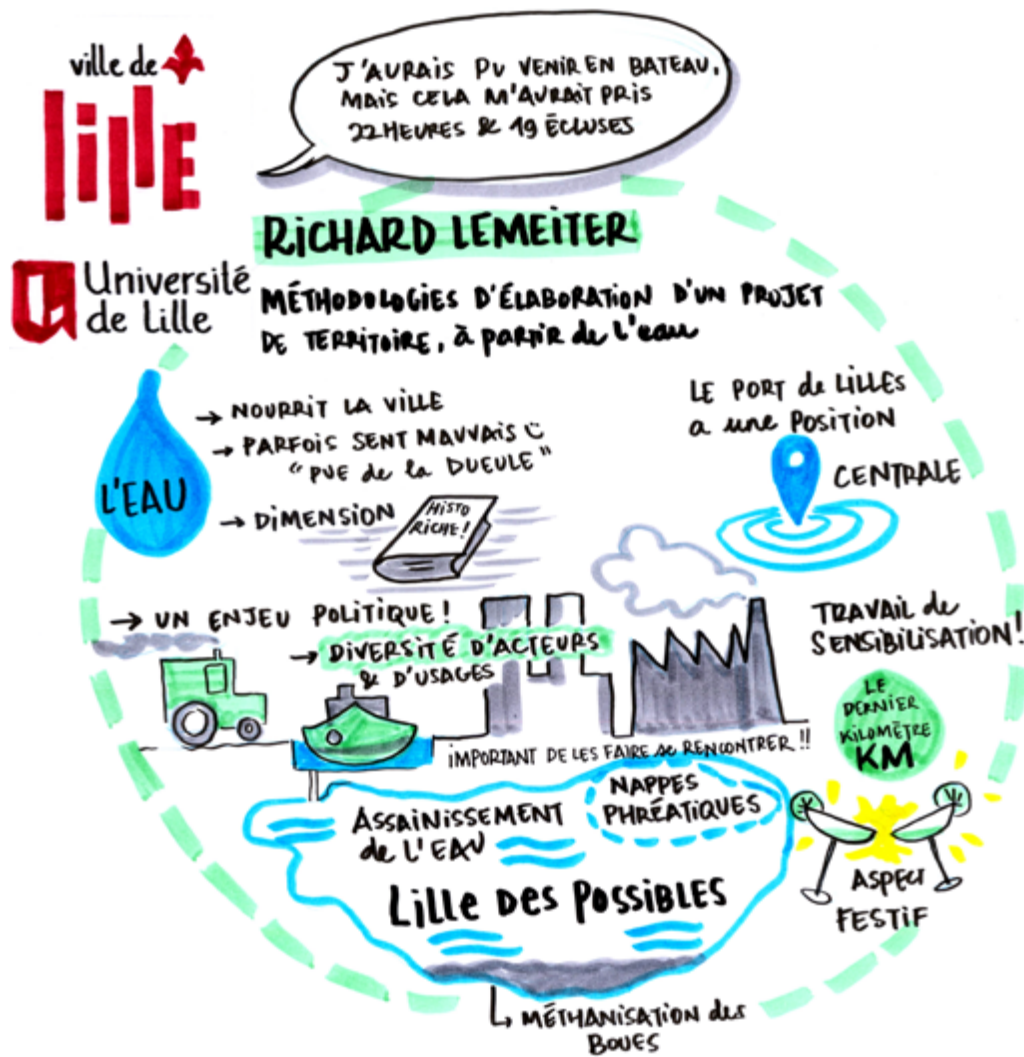 ville de
lille
Université
de Lille
J'AURAIS PU VENIR EN BATEAU,
MAIS CELA M'AURAIT PRIS
22 HEURES & 19 ÉCLUSES
RICHARD LEMEITER
MÉTHODOLOGIES D'ÉLABORATION D'UN PROJET
DE TERRITOIRE, à partir de l'eau
L'EAU
→ NOURRIT LA VILLE
→ PARFOIS SENT MAUVAIS
"PUE de la DUEULE"
→ DIMENSION
HISTO
RICHE!
LE PORT de LILLES
a une POSITION
CENTRALE
→ UN ENJEU POLITIQUE!
→ DIVERSITÉ D'ACTEURS
& D'USAGES
IMPORTANT DE LES FAIRE se RENCONTRER !!
TRAVAIL de
SENSIBILISATION!
LE
DERNIER
KILOMÈTRE
KM
ASPECT
FESTIF
NAPPES
PHRÉATIQUES
ASSAINISSEMENT
de L'EAU
LILLE DES POSSIBLES
↳ MÉTHANISATION des
BOUES